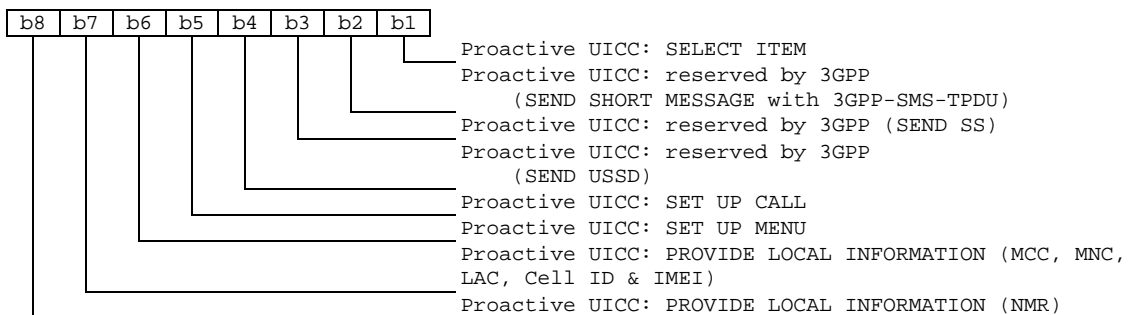 b8 b7 b6 b5 b4 b3 b2 b1
Proactive UICC: SELECT ITEM
Proactive UICC: reserved by 3GPP
(SEND SHORT MESSAGE with 3GPP-SMS-TPDU)
Proactive UICC: reserved by 3GPP (SEND SS)
Proactive UICC: reserved by 3GPP
(SEND USSD)
Proactive UICC: SET UP CALL
Proactive UICC: SET UP MENU
Proactive UICC: PROVIDE LOCAL INFORMATION (MCC, MNC,
LAC, Cell ID & IMEI)
Proactive UICC: PROVIDE LOCAL INFORMATION (NMR)